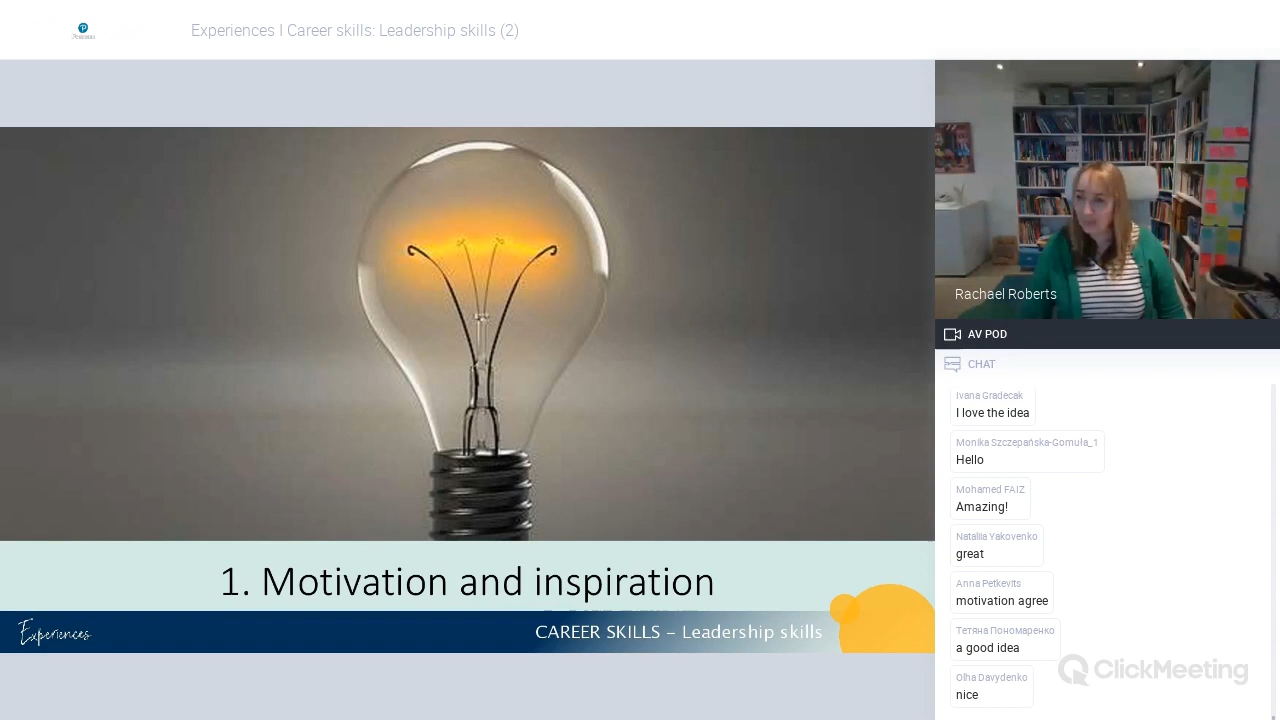 Pearson
Experiences I Career skills: Leadership skills (2)
Rachael Roberts
AV POD
CHAT
Ivana Gradecak
I love the idea
Monika Szczepańska-Gomuła_1
Hello
Mohamed FAIZ
Amazing!
Nataliia Yakovenko
great
Anna Petkevits
motivation agree
Тетяна Пономаренко
a good idea
Olha Davydenko
nice
ClickMeeting
1. Motivation and inspiration
Experiences
CAREER SKILLS – Leadership skills